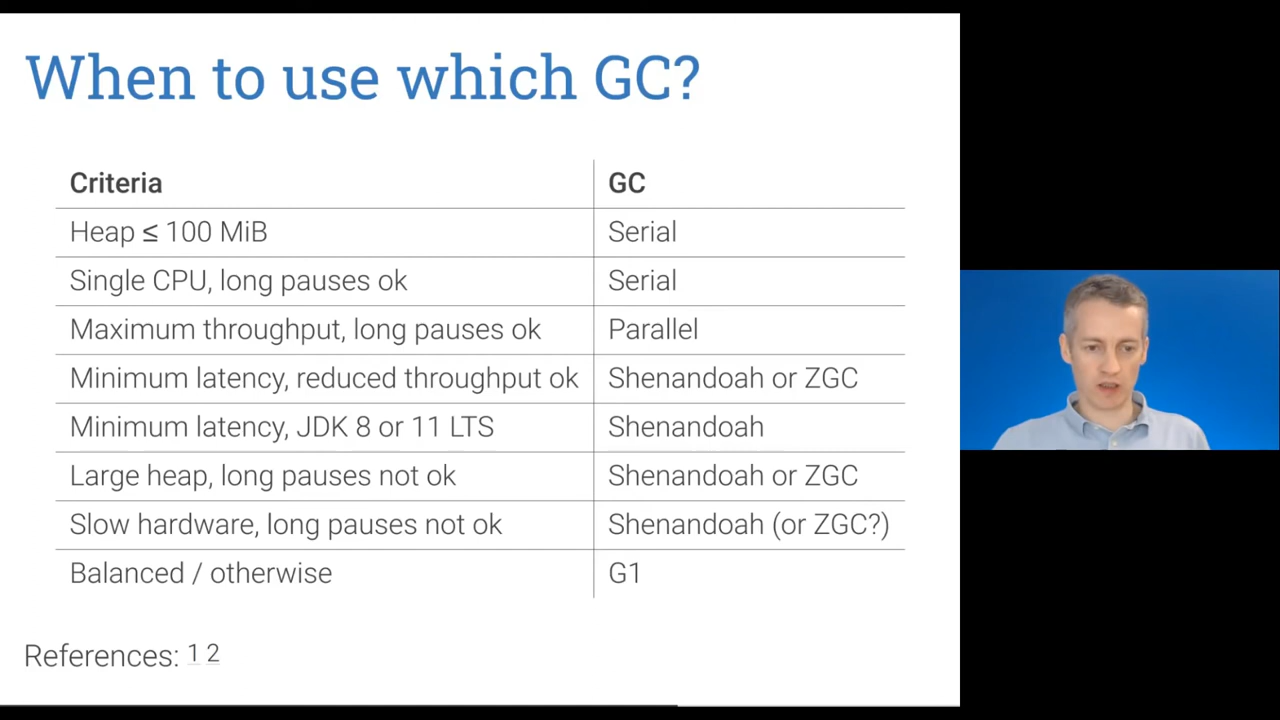 When to use which GC?
Criteria GC
Heap ≤ 100 MiB Serial
Single CPU, long pauses ok Serial
Maximum throughput, long pauses ok Parallel
Minimum latency, reduced throughput ok Shenandoah or ZGC
Minimum latency, JDK 8 or 11 LTS Shenandoah
Large heap, long pauses not ok Shenandoah or ZGC
Slow hardware, long pauses not ok Shenandoah (or ZGC?)
Balanced / otherwise G1
References: 1 2